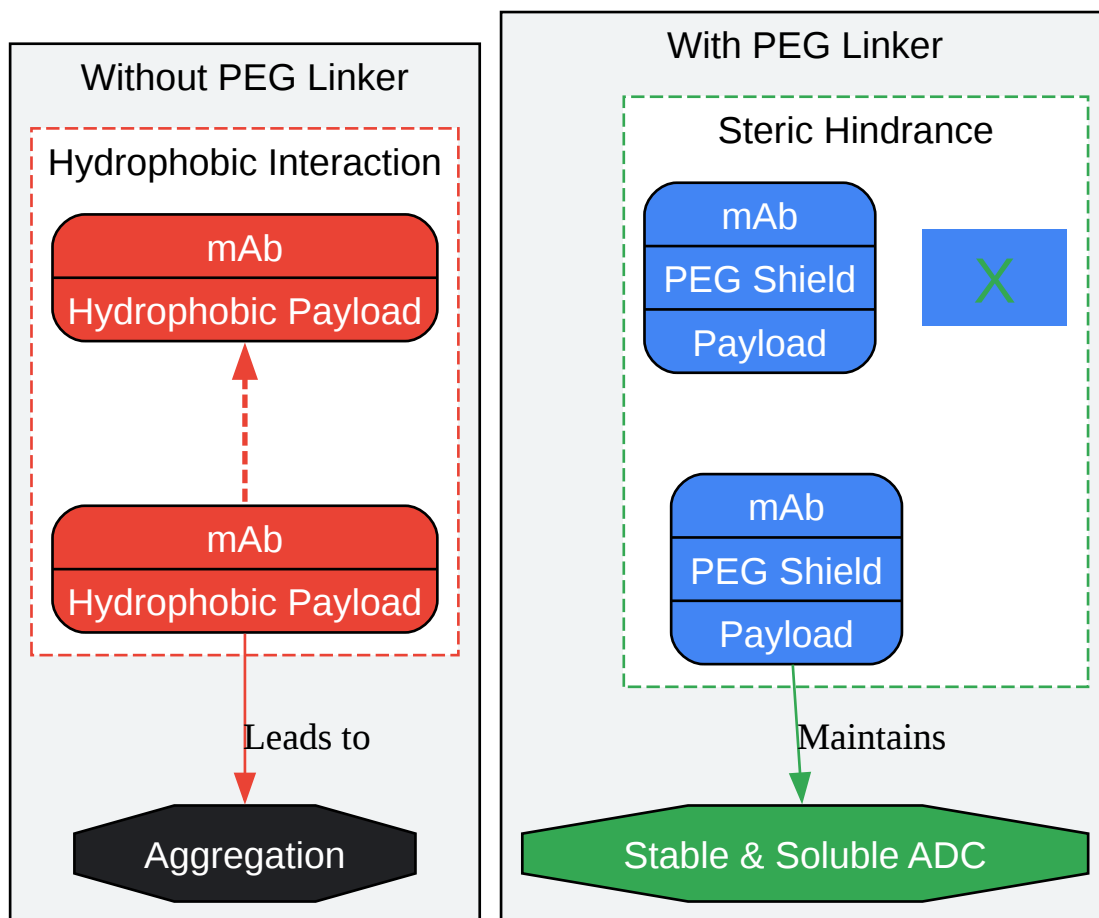 Without PEG Linker
Hydrophobic Interaction
mAb
Hydrophobic Payload
mAb
Hydrophobic Payload
Leads to
Aggregation
With PEG Linker
Steric Hindrance
mAb
PEG Shield
Payload
X
mAb
PEG Shield
Payload
Maintains
Stable & Soluble ADC